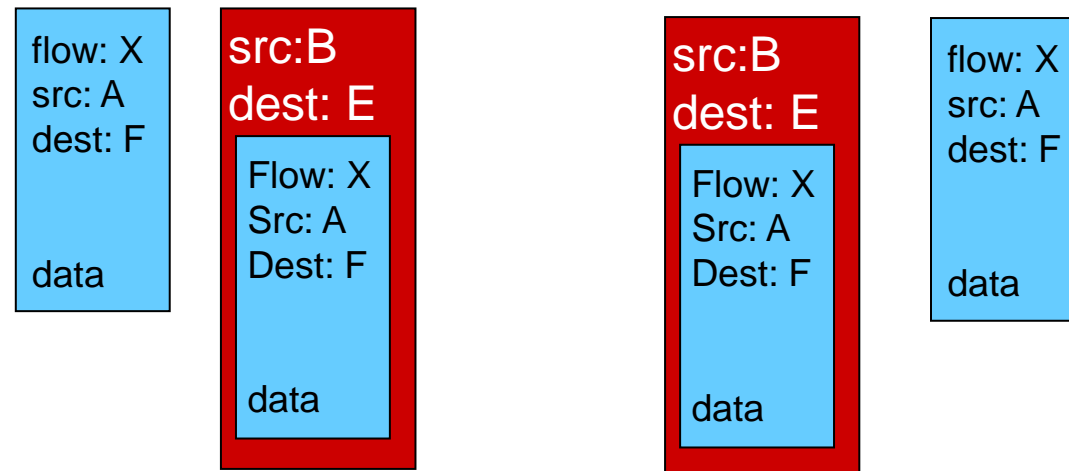 flow: X
src: A
dest: F
data
src:B
dest: E
Flow: X
Src: A
Dest: F
data
src:B
dest: E
Flow: X
Src: A
Dest: F
data
flow: X
src: A
dest: F
data